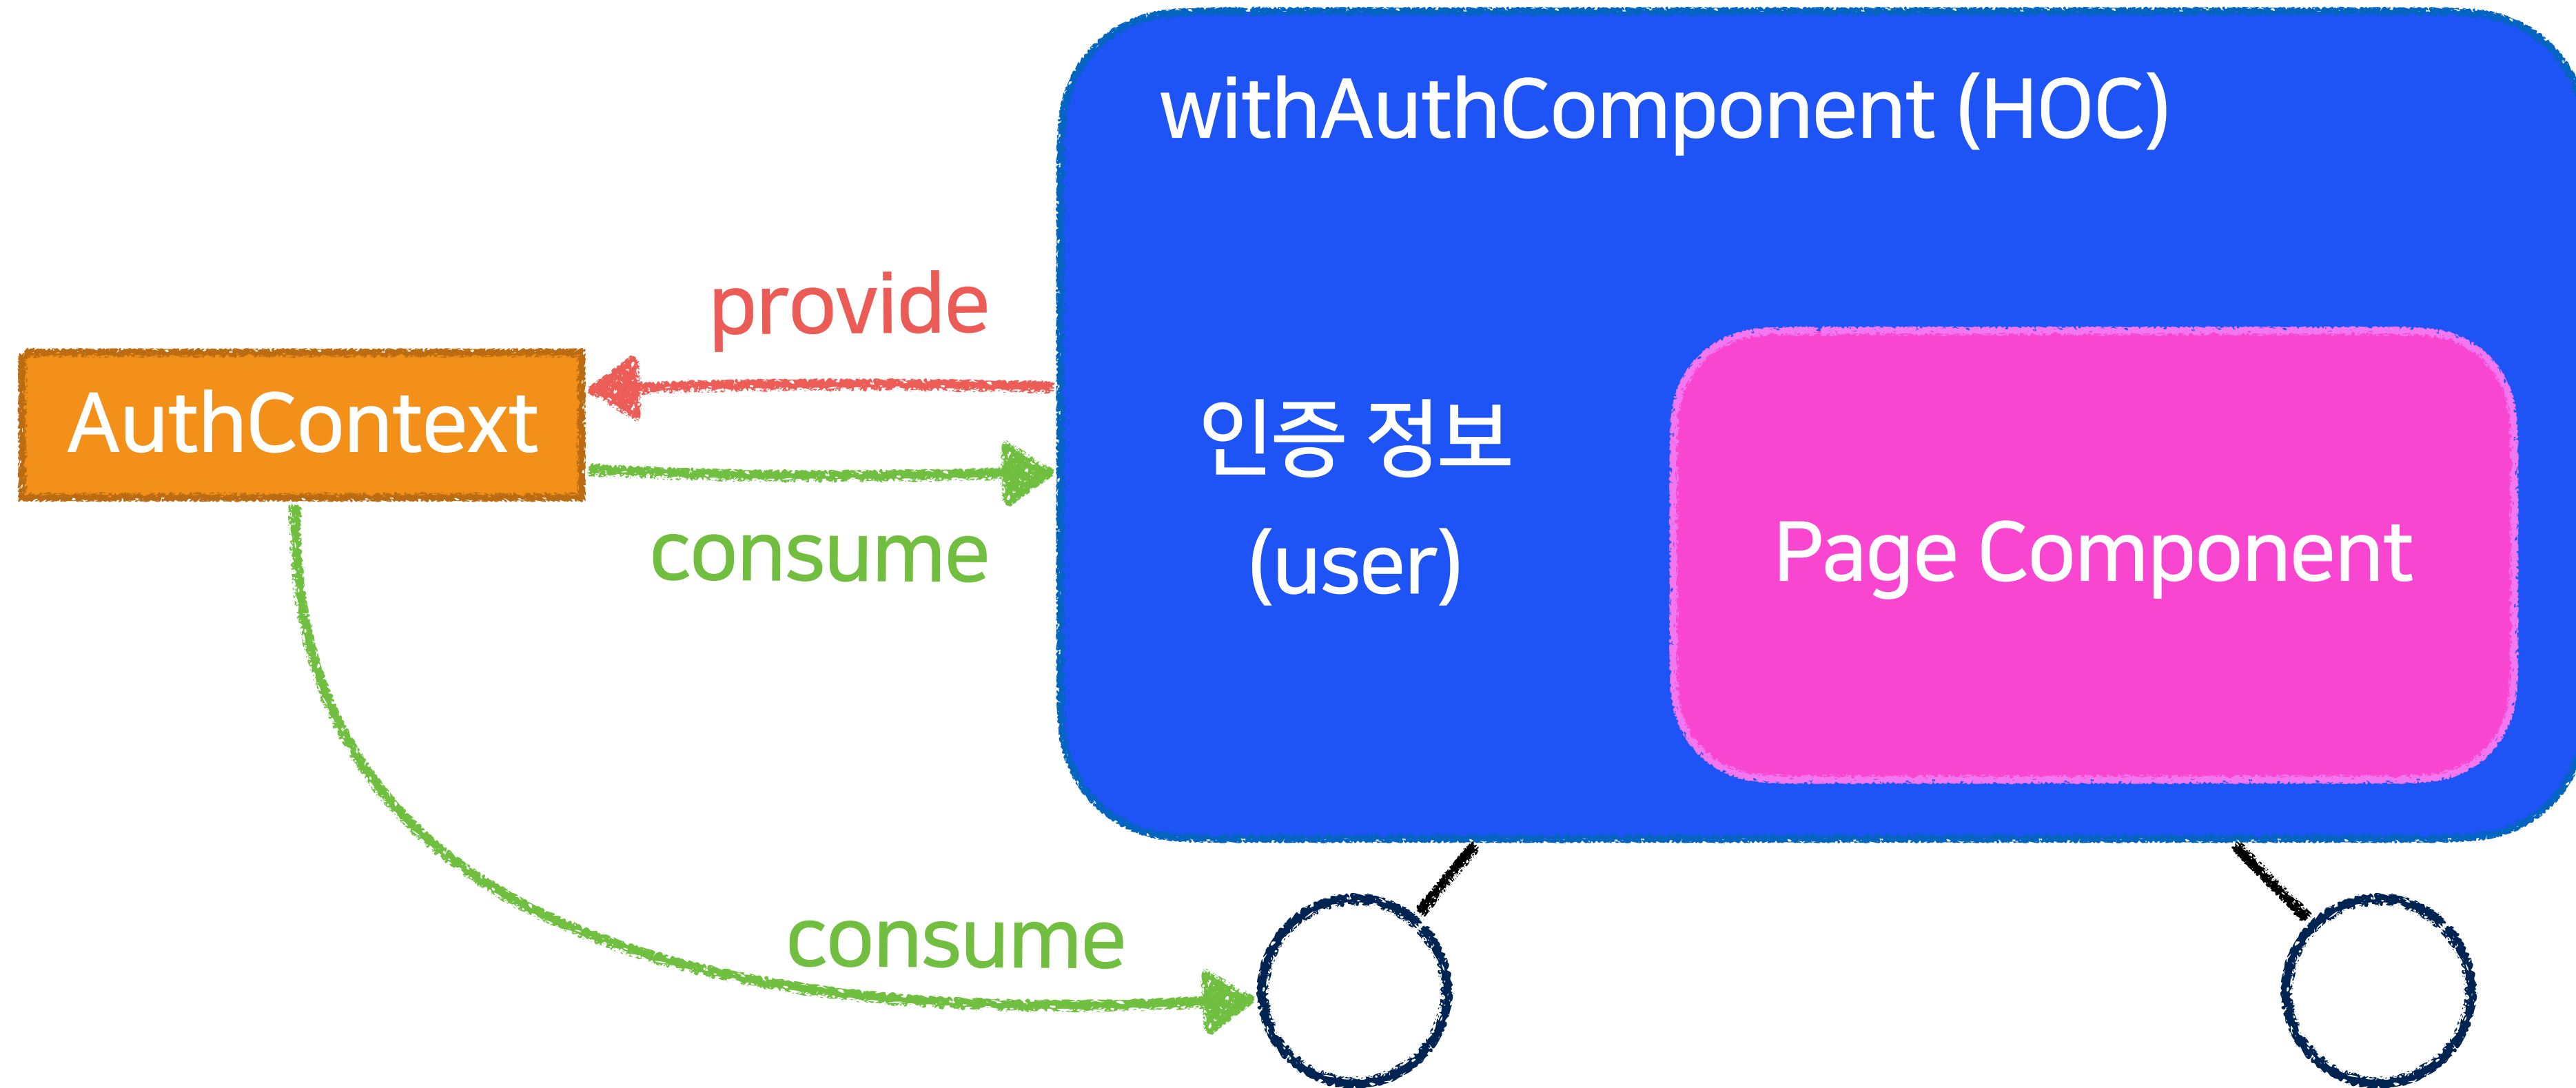 withAuthComponent (HOC)
provide
AuthContext
consume
인증 정보
(user)
Page Component
consume